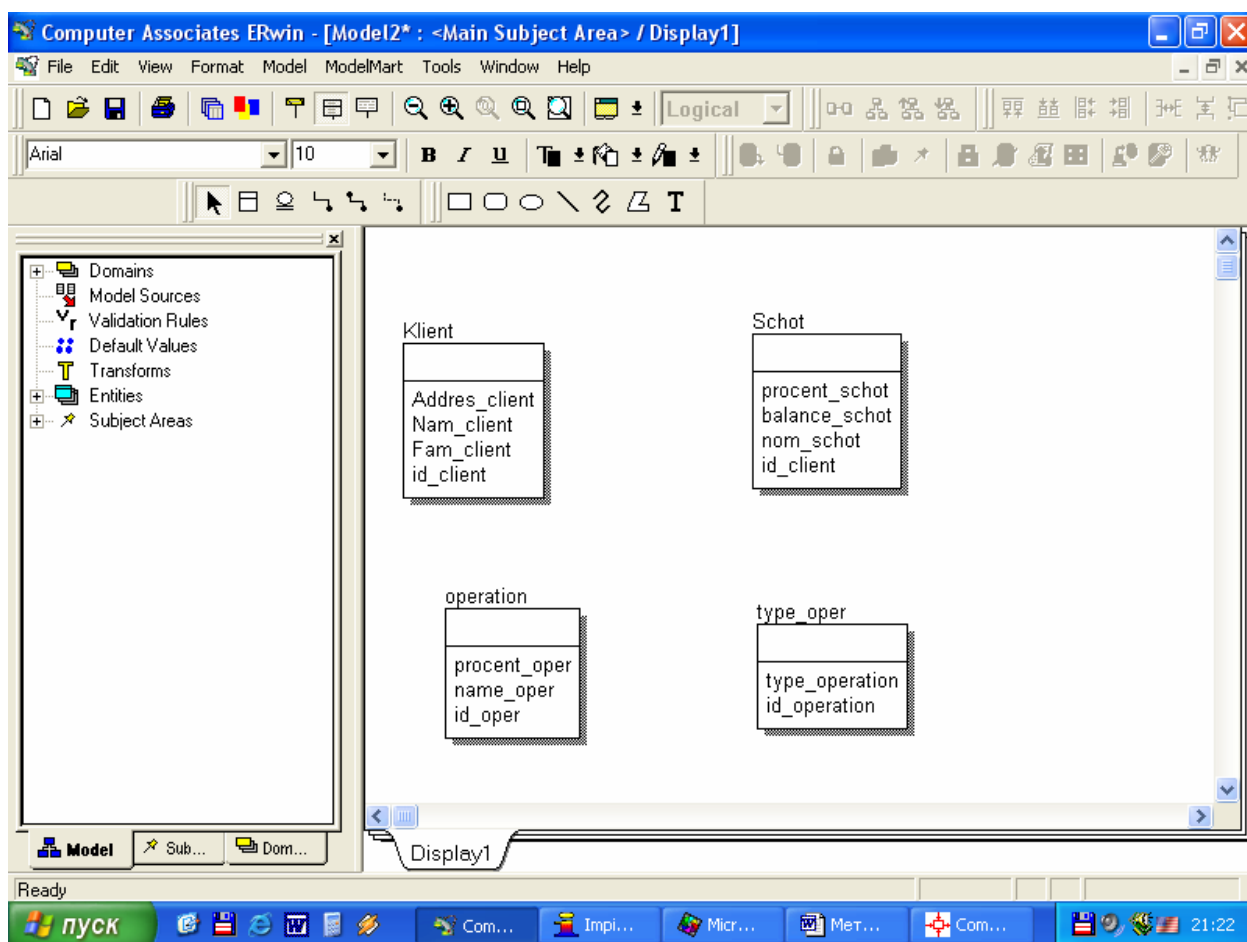 Computer Associates ERwin - [Model2* : <Main Subject Area> / Display1]
File Edit View Format Model ModelMart Tools Window Help
Logical
Arial 10 B I U
T
Domains
Model Sources
Validation Rules
Default Values
Transforms
Entities
Subject Areas
Model Sub... Dom...
Klient
Addres_client
Nam_client
Fam_client
id_client
Schot
procent_schot
balance_schot
nom_schot
id_client
operation
procent_oper
name_oper
id_oper
type_oper
type_operation
id_operation
Display1
Ready
пуск Com... Impi... Micr... Мет... Com... 21:22